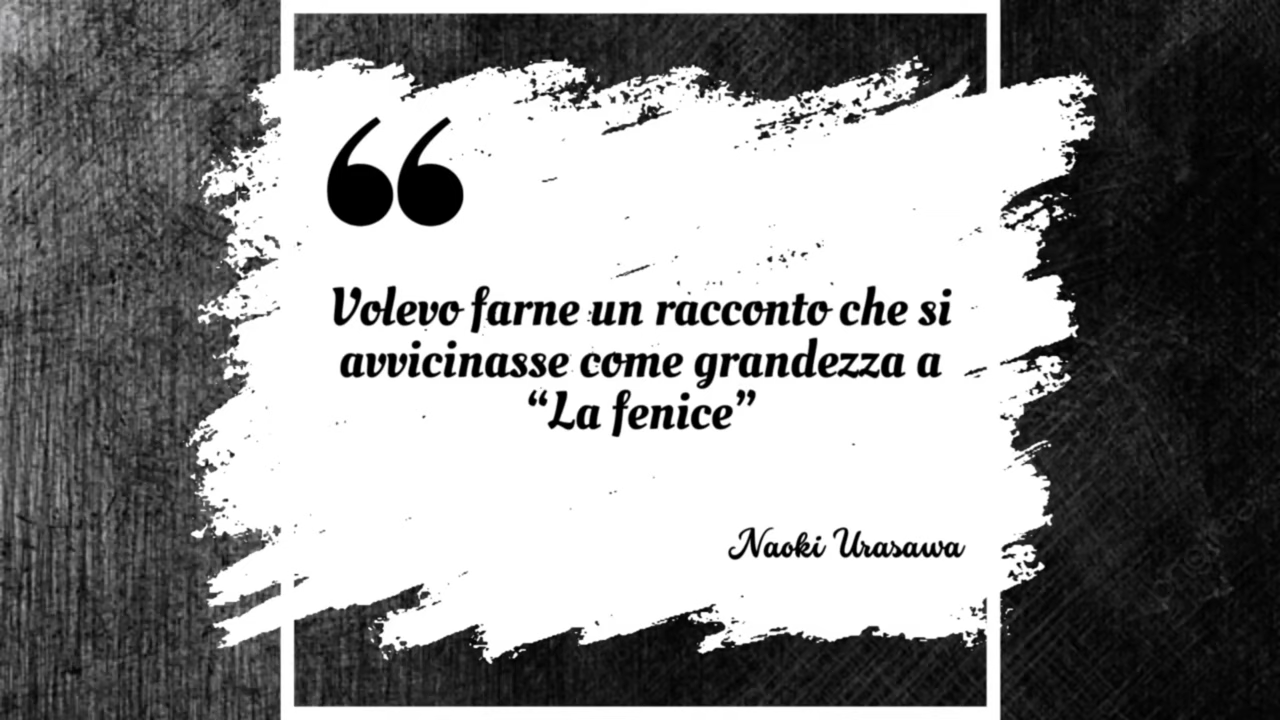 “
Volevo farne un racconto che si
avvicinasse come grandezza a
“La fenice”
Naoki Urasawa